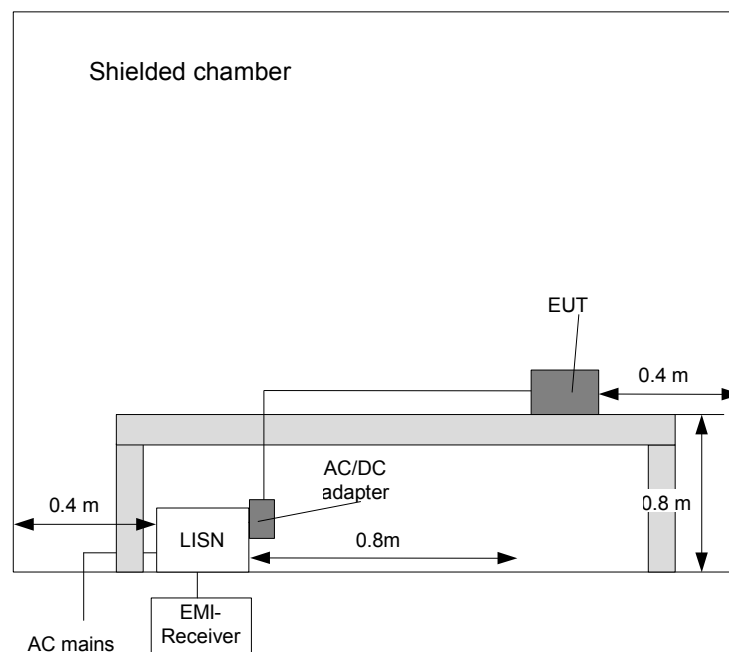 Shielded chamber
EUT
0.4 m
AC/DC
adapter
0.4 m
0.8 m
LISN
0.8m
EMI-
Receiver
AC mains